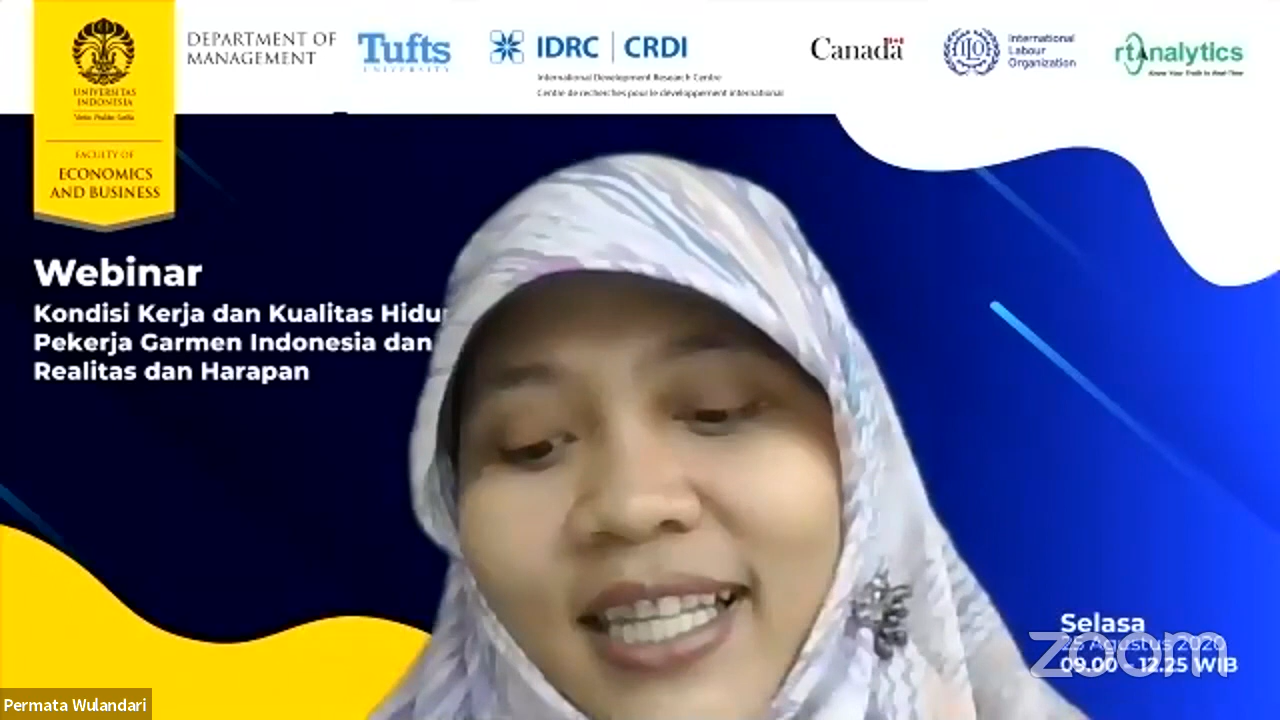 UNIVERSITAS
INDONESIA
Veritas, Probitas, Iustitia
FACULTY OF
ECONOMICS
AND BUSINESS
DEPARTMENT OF
MANAGEMENT
Tufts
UNIVERSITY
IDRC | CRDI
International Development Research Centre
Centre de recherches pour le développement international
Canada
International
Labour
Organization
rtAnalytics
Know Your Truth In Real-Time
Webinar
Kondisi Kerja dan Kualitas Hidu
Pekerja Garmen Indonesia dan
Realitas dan Harapan
Selasa
25 Agustus 2020
09.00 - 12.25 WIB
zoom
Permata Wulandari